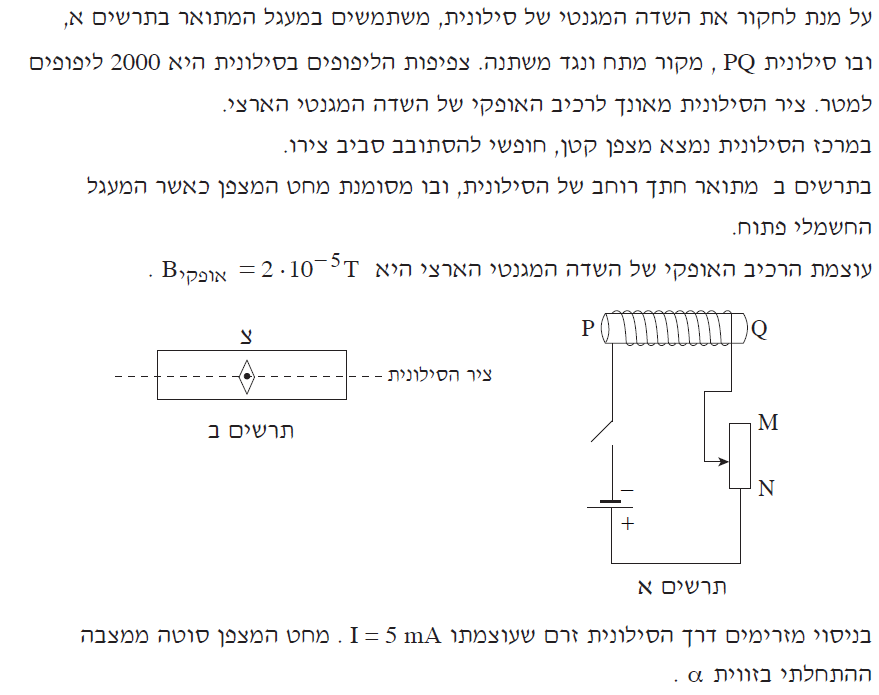 על מנת לחקור את השדה המגנטי של סילונית, משתמשים במעגל המתואר בתרשים א,
ובו סילונית PQ , מקור מתח ונגד משתנה. צפיפות הליפופים בסילונית היא 2000 ליפופים
למטר. ציר הסילונית מאונך לרכיב האופקי של השדה המגנטי הארצי.
במרכז הסילונית נמצא מצפן קטן, חופשי להסתובב סביב צירו.
בתרשים ב מתואר חתך רוחב של הסילונית, ובו מסומנת מחט המצפן כאשר המעגל
החשמלי פתוח.
עוצמת הרכיב האופקי של השדה המגנטי הארצי היא B אופקי = 2 · 10⁻⁵ T .
P
Q
M
N
−
+
תרשים א
צ
ציר הסילונית
תרשים ב
בניסוי מזרימים דרך הסילונית זרם שעוצמתו I = 5 mA . מחט המצפן סוטה ממצבה
ההתחלתי בזווית α .